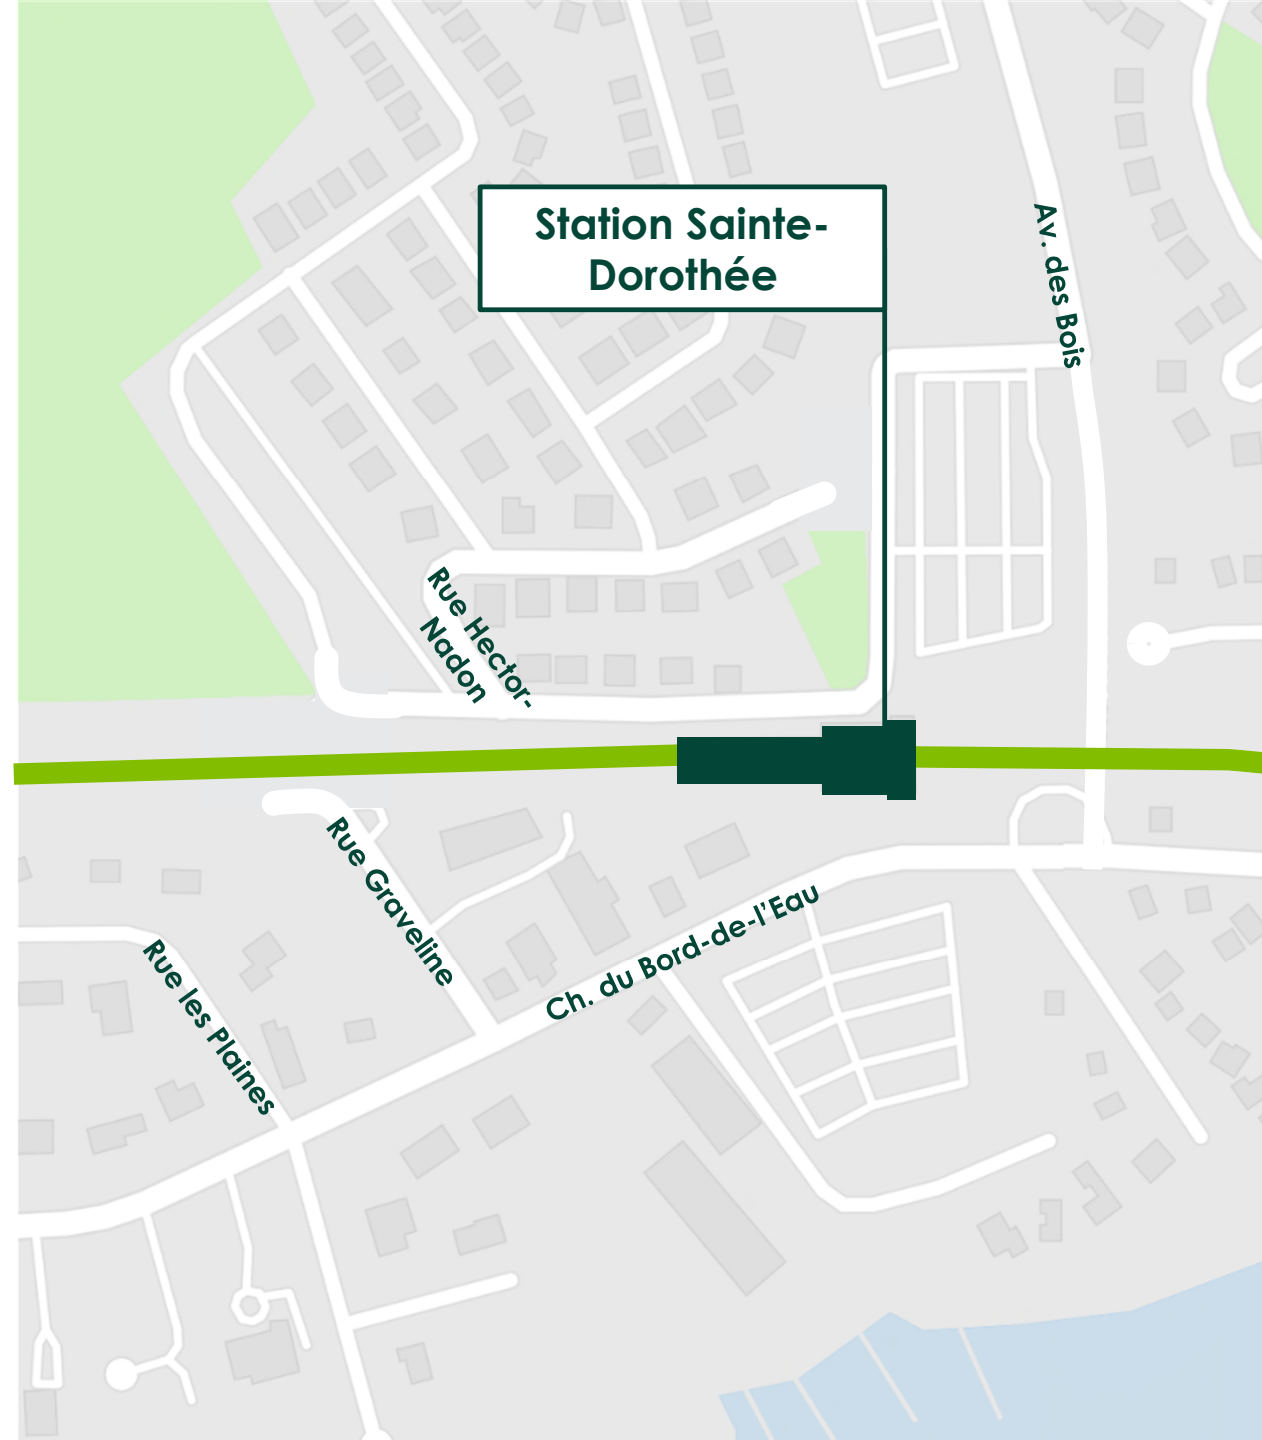 Station Sainte-
Dorothée
Av. des Bois
Rue Hector-
Nadon
Rue Graveline
Ch. du Bord-de-l'Eau
Rue les Plaines